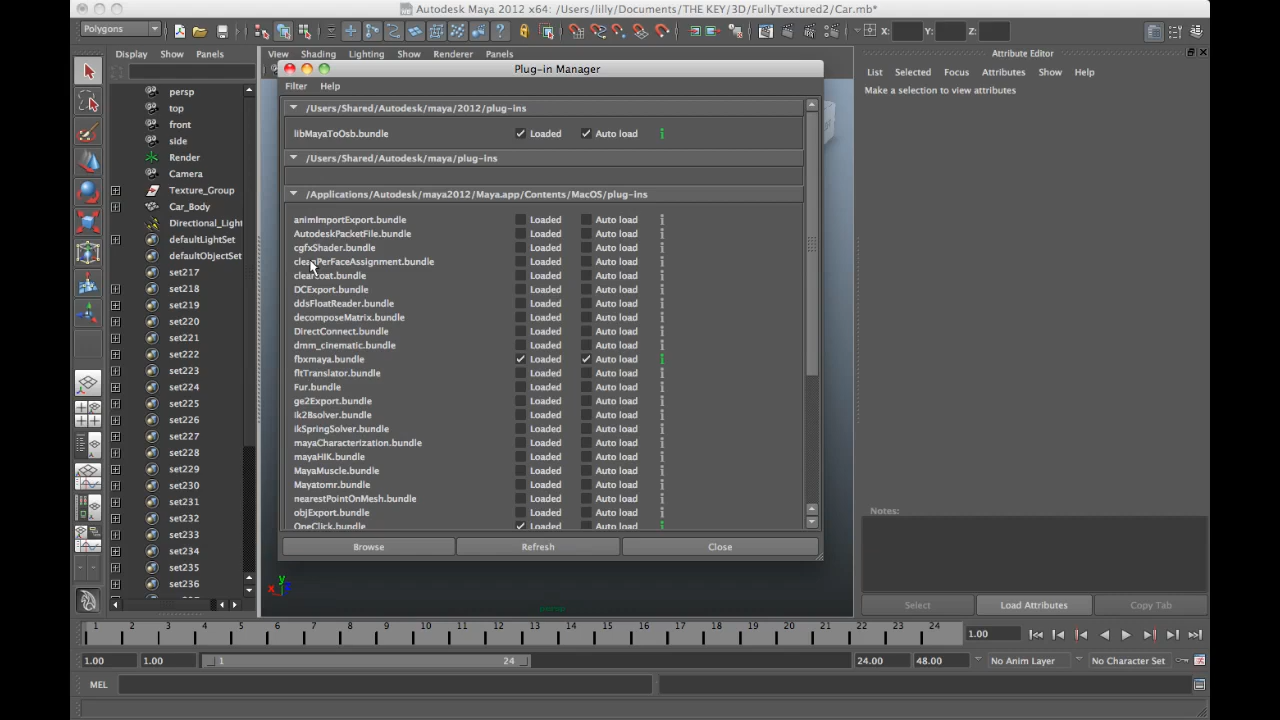 Autodesk Maya 2012 x64: /Users/lilly/Documents/THE KEY/3D/FullyTextured2/Car.mb*
Polygons
X:
Y:
Z:
Display Show Panels
View Shading Lighting Show Renderer Panels
Attribute Editor
List Selected Focus Attributes Show Help
Make a selection to view attributes
persp
top
front
side
Render
Camera
Texture_Group
Car_Body
Directional_Light
defaultLightSet
defaultObjectSet
set217
set218
set219
set220
set221
set222
set223
set224
set225
set226
set227
set228
set229
set230
set231
set232
set233
set234
set235
set236
Plug-in Manager
Filter Help
/Users/Shared/Autodesk/maya/2012/plug-ins
libMayaToOsb.bundle Loaded Auto load i
/Users/Shared/Autodesk/maya/plug-ins
/Applications/Autodesk/maya2012/Maya.app/Contents/MacOS/plug-ins
animImportExport.bundle Loaded Auto load i
AutodeskPacketFile.bundle Loaded Auto load i
cgfxShader.bundle Loaded Auto load i
cleanPerFaceAssignment.bundle Loaded Auto load i
clearcoat.bundle Loaded Auto load i
DCExport.bundle Loaded Auto load i
ddsFloatReader.bundle Loaded Auto load i
decomposeMatrix.bundle Loaded Auto load i
DirectConnect.bundle Loaded Auto load i
dmm_cinematic.bundle Loaded Auto load i
fbxmaya.bundle Loaded Auto load i
fltTranslator.bundle Loaded Auto load i
Fur.bundle Loaded Auto load i
ge2Export.bundle Loaded Auto load i
ik2Bsolver.bundle Loaded Auto load i
ikSpringSolver.bundle Loaded Auto load i
mayaCharacterization.bundle Loaded Auto load i
mayaHIK.bundle Loaded Auto load i
MayaMuscle.bundle Loaded Auto load i
Mayatomr.bundle Loaded Auto load i
nearestPointOnMesh.bundle Loaded Auto load i
objExport.bundle Loaded Auto load i
OneClick.bundle Loaded Auto load i
Browse Refresh Close
y
x
persp
Notes:
Select Load Attributes Copy Tab
1 2 3 4 5 6 7 8 9 10 11 12 13 14 15 16 17 18 19 20 21 22 23 24 1.00
1.00 1.00 1 24 24.00 48.00 No Anim Layer No Character Set
MEL